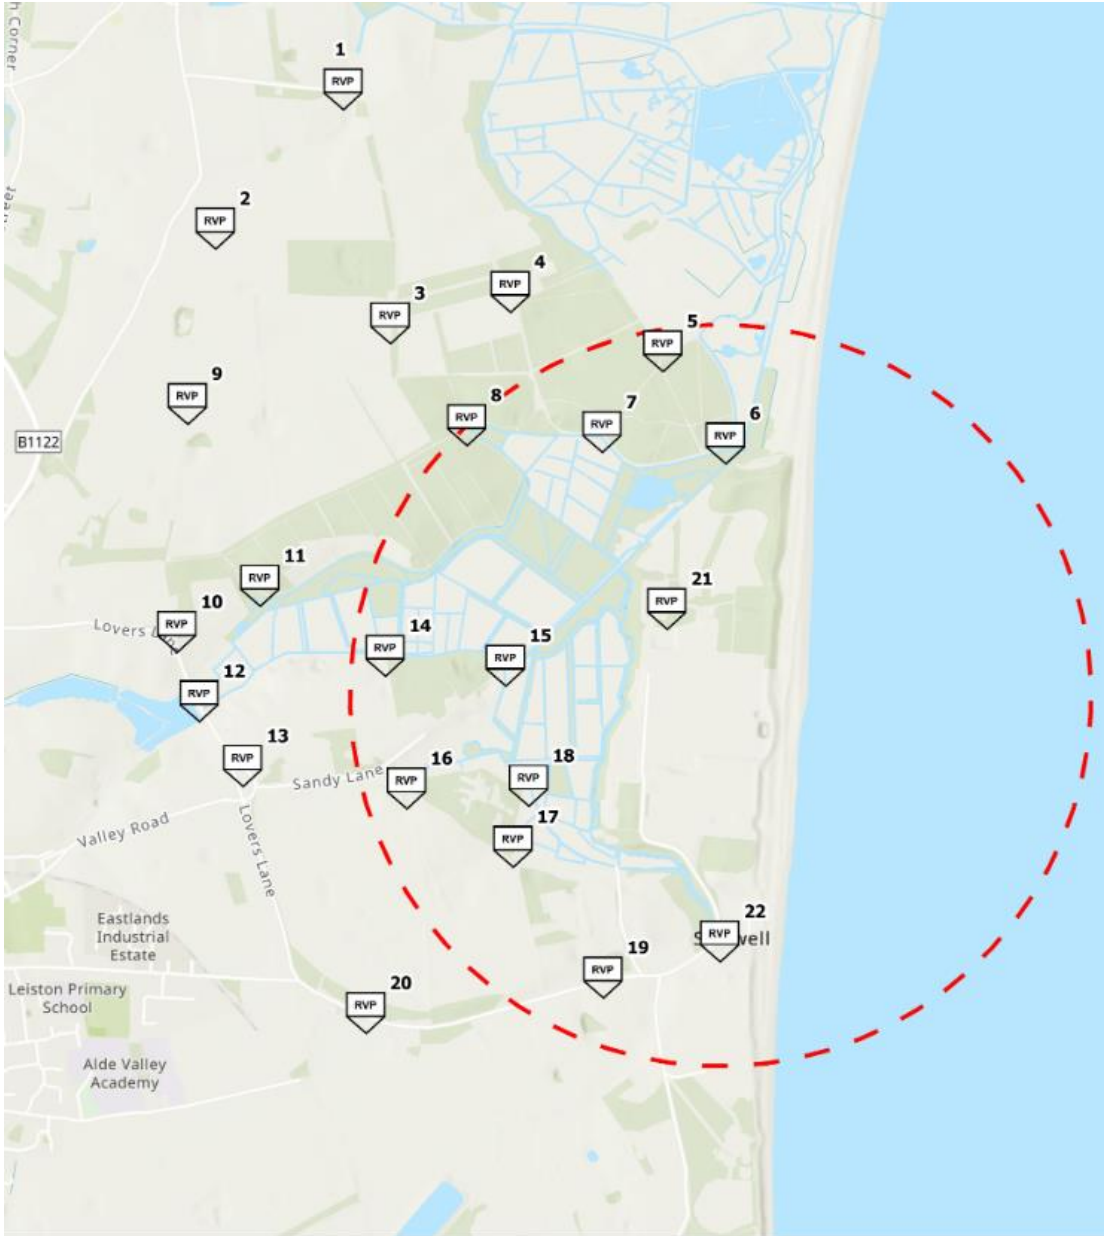 h Corner
1
RVP
2
RVP
4
RVP
3
RVP
5
RVP
9
RVP
8
RVP
7
RVP
6
RVP
B1122
11
RVP
21
RVP
10
RVP
Lovers Lane
14
RVP
15
RVP
12
RVP
13
RVP
16
RVP
18
RVP
Sandy Lane
17
RVP
Valley Road
Lovers Lane
22
RVP
Eastlands
Industrial
Estate
19
RVP
20
RVP
Leiston Primary
School
Alde Valley
Academy